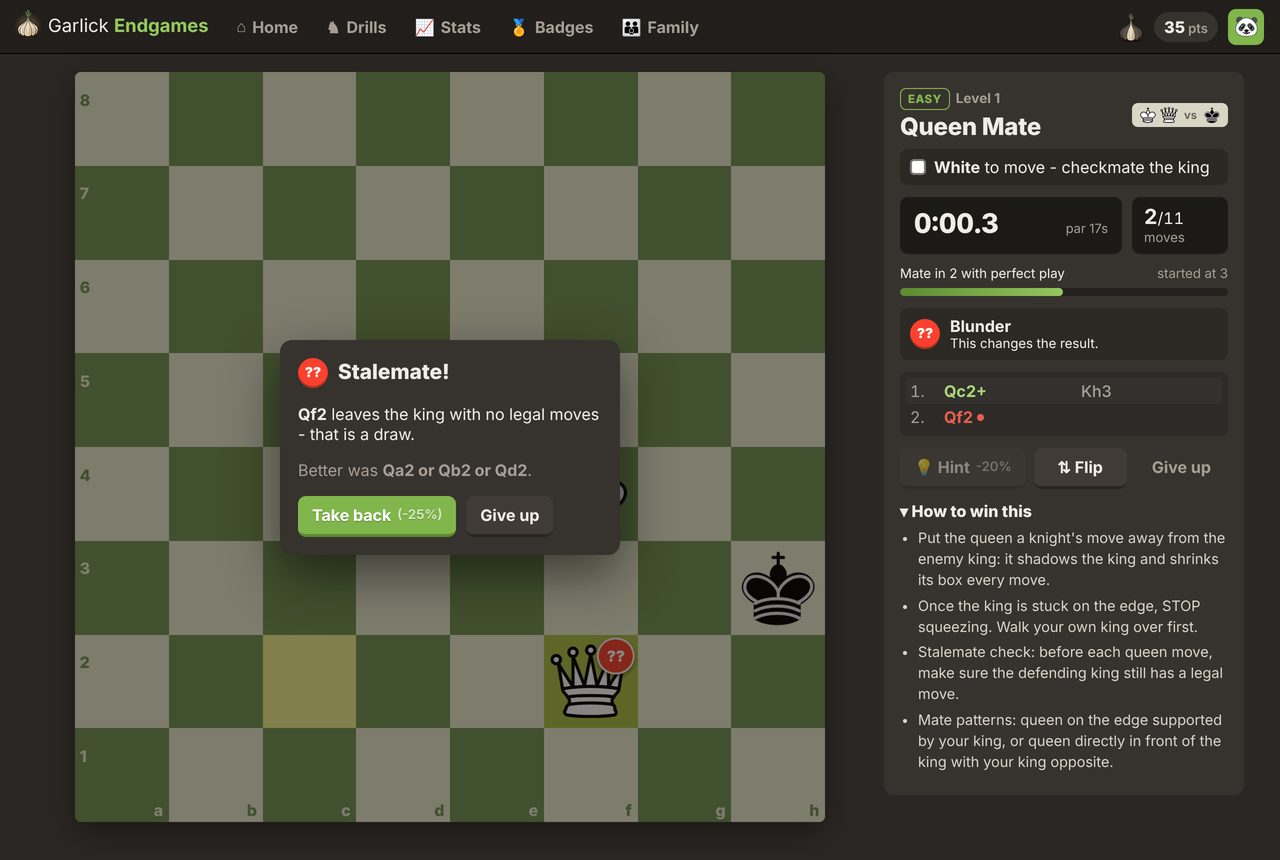 Garlick Endgames
Home
Drills
Stats
Badges
Family
35 pts
8
7
6
5
4
3
2
1
a
b
c
d
e
f
g
h
??
?? Stalemate!
Qf2 leaves the king with no legal moves
- that is a draw.
Better was Qa2 or Qb2 or Qd2.
Take back (-25%)
Give up
EASY Level 1
Queen Mate
vs
White to move - checkmate the king
0:00.3
par 17s
2/11
moves
Mate in 2 with perfect play
started at 3
??
Blunder
This changes the result.
1. Qc2+ Kh3
2. Qf2
Hint -20%
Flip
Give up
How to win this
• Put the queen a knight's move away from the
enemy king: it shadows the king and shrinks
its box every move.
• Once the king is stuck on the edge, STOP
squeezing. Walk your own king over first.
• Stalemate check: before each queen move,
make sure the defending king still has a legal
move.
• Mate patterns: queen on the edge supported
by your king, or queen directly in front of the
king with your king opposite.